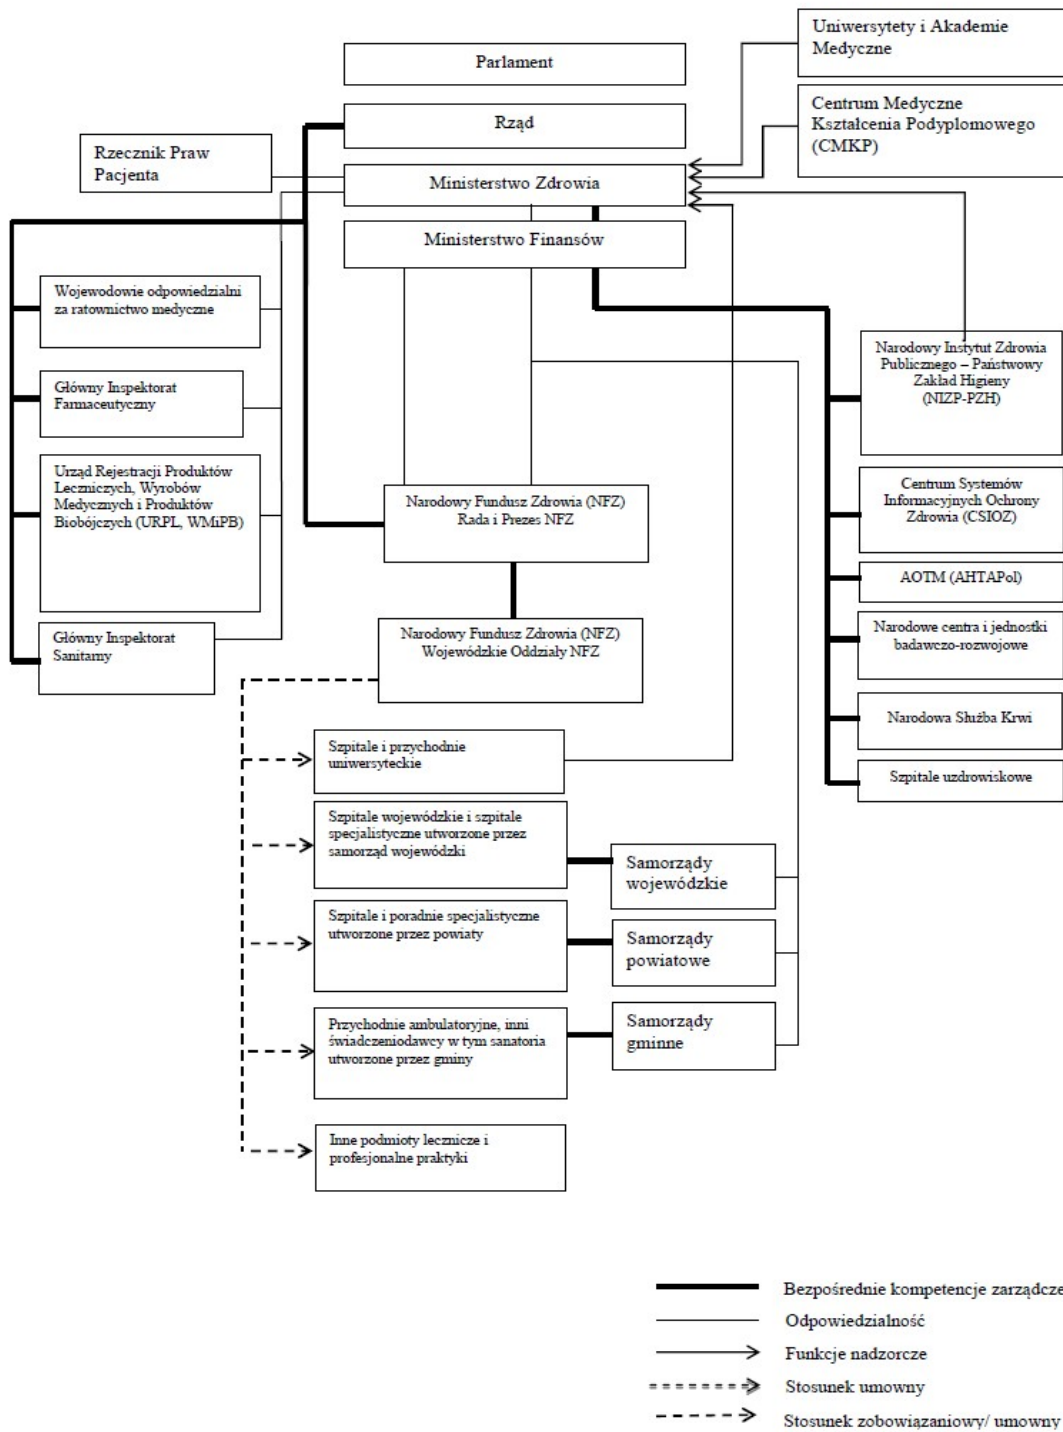 Uniwersytety i Akademie
Medyczne
Parlament
Centrum Medyczne
Kształcenia Podyplomowego
(CMKP)
Rząd
Rzecznik Praw
Pacjenta
Ministerstwo Zdrowia
Ministerstwo Finansów
Wojewodowie odpowiedzialni
za ratownictwo medyczne
Główny Inspektorat
Farmaceutyczny
Urząd Rejestracji Produktów
Leczniczych, Wyrobów
Medycznych i Produktów
Biobójczych (URPL, WMiPB)
Główny Inspektorat
Sanitarny
Narodowy Fundusz Zdrowia (NFZ)
Rada i Prezes NFZ
Narodowy Fundusz Zdrowia (NFZ)
Wojewódzkie Oddziały NFZ
Narodowy Instytut Zdrowia
Publicznego – Państwowy
Zakład Higieny
(NIZP-PZH)
Centrum Systemów
Informacyjnych Ochrony
Zdrowia (CSIOZ)
AOTM (AHTAPol)
Narodowe centra i jednostki
badawczo-rozwojowe
Narodowa Służba Krwi
Szpitale uzdrowiskowe
Szpitale i przychodnie
uniwersyteckie
Szpitale wojewódzkie i szpitale
specjalistyczne utworzone przez
samorząd wojewódzki
Samorządy
wojewódzkie
Szpitale i poradnie specjalistyczne
utworzone przez powiaty
Samorządy
powiatowe
Przychodnie ambulatoryjne, inni
świadczeniodawcy w tym sanatoria
utworzone przez gminy
Samorządy
gminne
Inne podmioty lecznicze i
profesjonalne praktyki
Bezpośrednie kompetencje zarządcze
Odpowiedzialność
Funkcje nadzorcze
Stosunek umowny
Stosunek zobowiązaniowy/ umowny